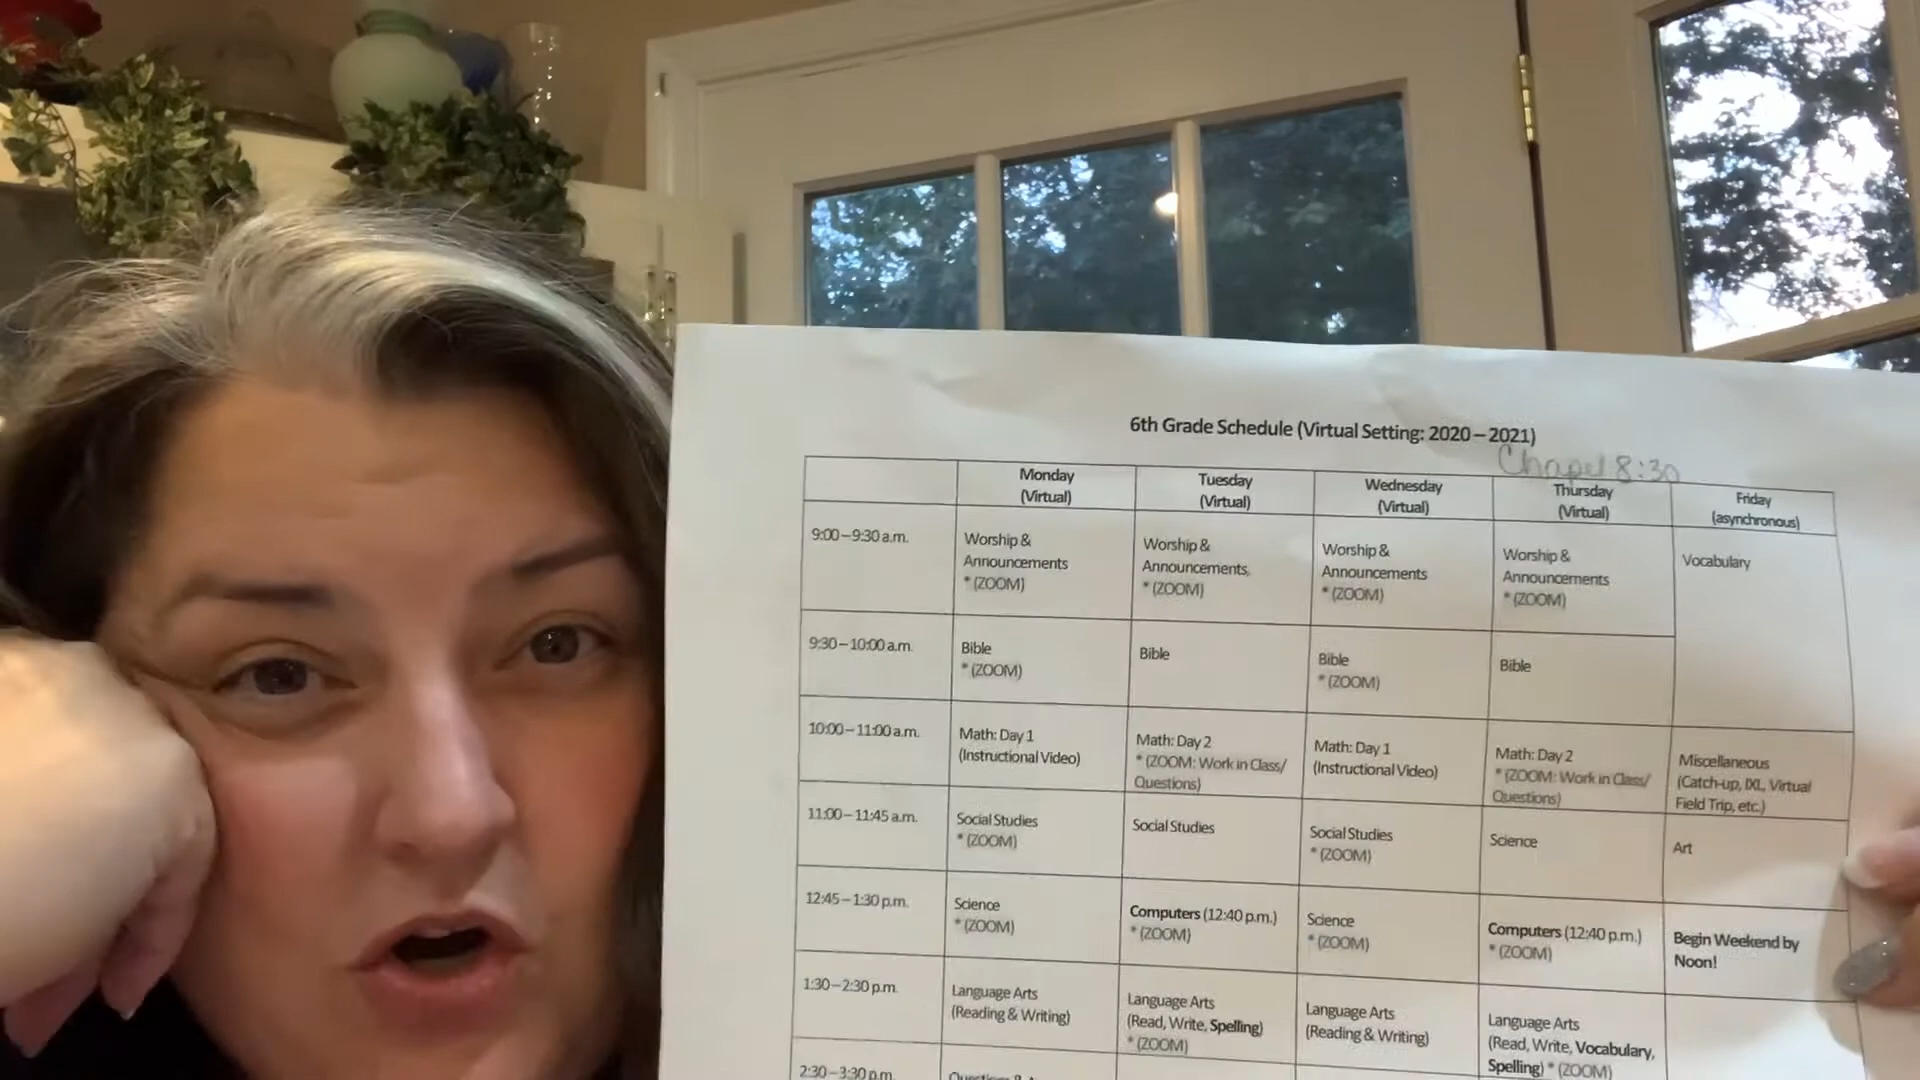 6th Grade Schedule (Virtual Setting: 2020 – 2021)
Chapel 8:30
Monday
(Virtual)
Tuesday
(Virtual)
Wednesday
(Virtual)
Thursday
(Virtual)
Friday
(asynchronous)
9:00 – 9:30 a.m.
Worship &
Announcements
* (ZOOM)
Worship &
Announcements,
* (ZOOM)
Worship &
Announcements
* (ZOOM)
Worship &
Announcements
* (ZOOM)
Vocabulary
9:30 – 10:00 a.m.
Bible
* (ZOOM)
Bible
Bible
* (ZOOM)
Bible
10:00 – 11:00 a.m.
Math: Day 1
(Instructional Video)
Math: Day 2
* (ZOOM: Work in Class/
Questions)
Math: Day 1
(Instructional Video)
Math: Day 2
* (ZOOM: Work in Class/
Questions)
Miscellaneous
(Catch-up, IXL, Virtual
Field Trip, etc.)
11:00 – 11:45 a.m.
Social Studies
* (ZOOM)
Social Studies
Social Studies
* (ZOOM)
Science
Art
12:45 – 1:30 p.m.
Science
* (ZOOM)
Computers (12:40 p.m.)
* (ZOOM)
Science
* (ZOOM)
Computers (12:40 p.m.)
* (ZOOM)
Begin Weekend by
Noon!
1:30 – 2:30 p.m.
Language Arts
(Reading & Writing)
Language Arts
(Read, Write, Spelling)
* (ZOOM)
Language Arts
(Reading & Writing)
Language Arts
(Read, Write, Vocabulary,
Spelling) * (ZOOM)
2:30 – 3:30 p.m.